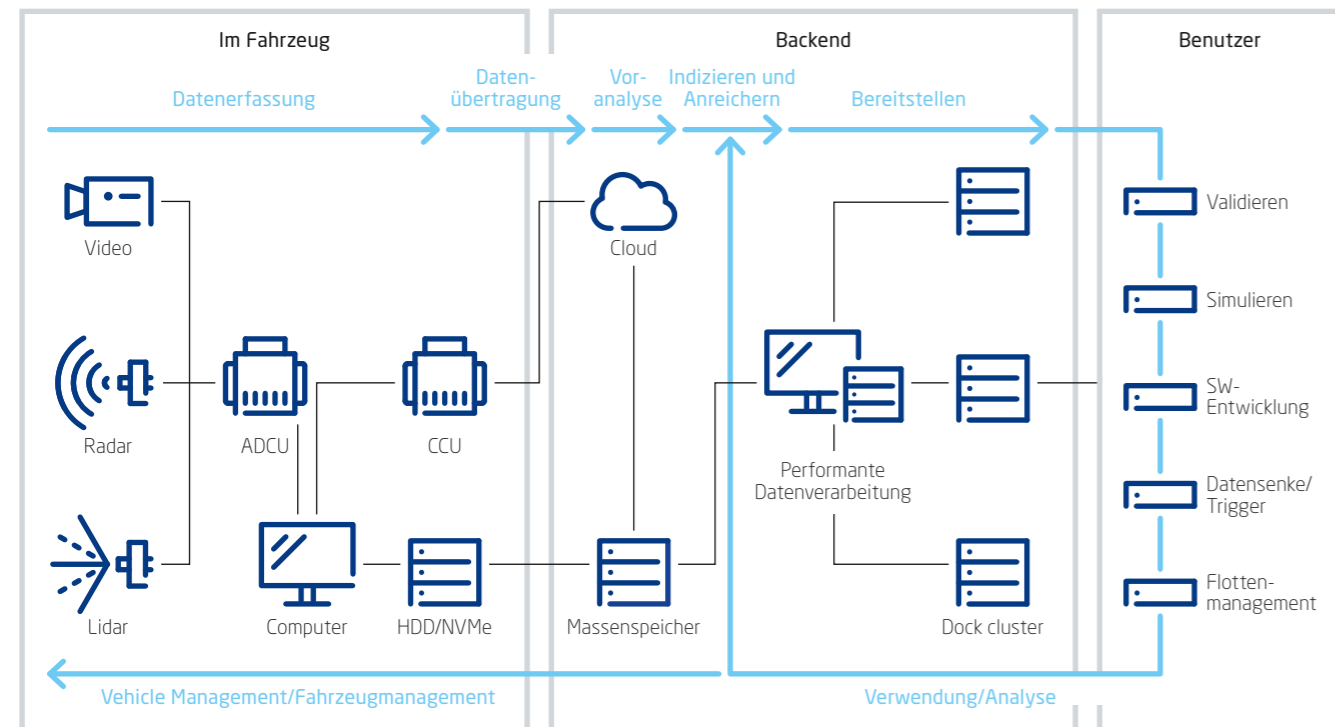 Im Fahrzeug
Backend
Benutzer
Datenerfassung
Daten-
übertragung
Vor-
analyse
Indizieren und
Anreichern
Bereitstellen
Video
Cloud
Validieren
Simulieren
Radar
ADCU
CCU
Performante
Datenverarbeitung
SW-
Entwicklung
Datensenke/
Trigger
Lidar
Computer
HDD/NVMe
Massenspeicher
Dock cluster
Flotten-
management
Vehicle Management/Fahrzeugmanagement
Verwendung/Analyse